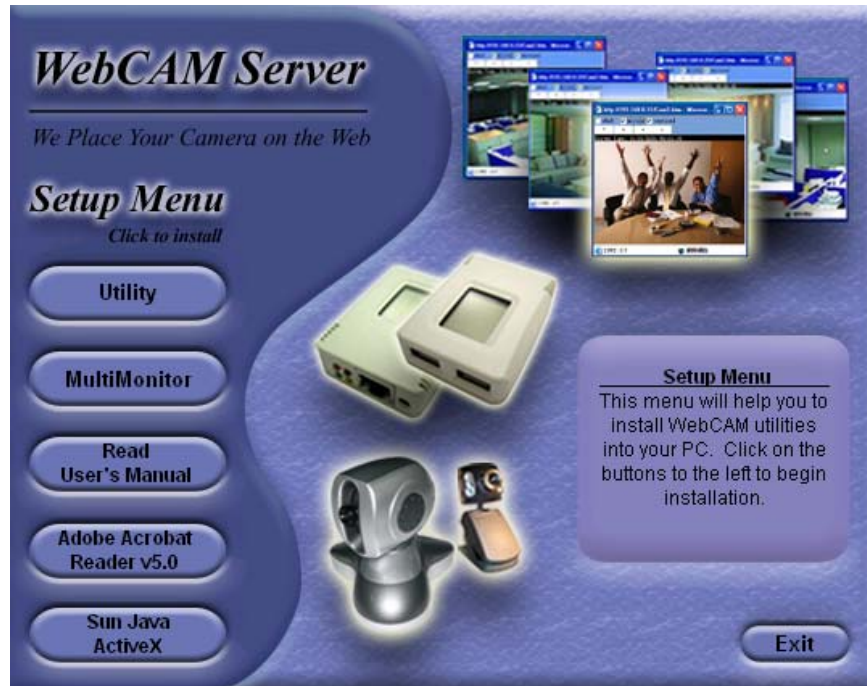 WebCAM Server
We Place Your Camera on the Web
Setup Menu
Click to install
Utility
MultiMonitor
Read
User's Manual
Adobe Acrobat
Reader v5.0
Sun Java
ActiveX
Setup Menu
This menu will help you to
install WebCAM utilities
into your PC. Click on the
buttons to the left to begin
installation.
Exit